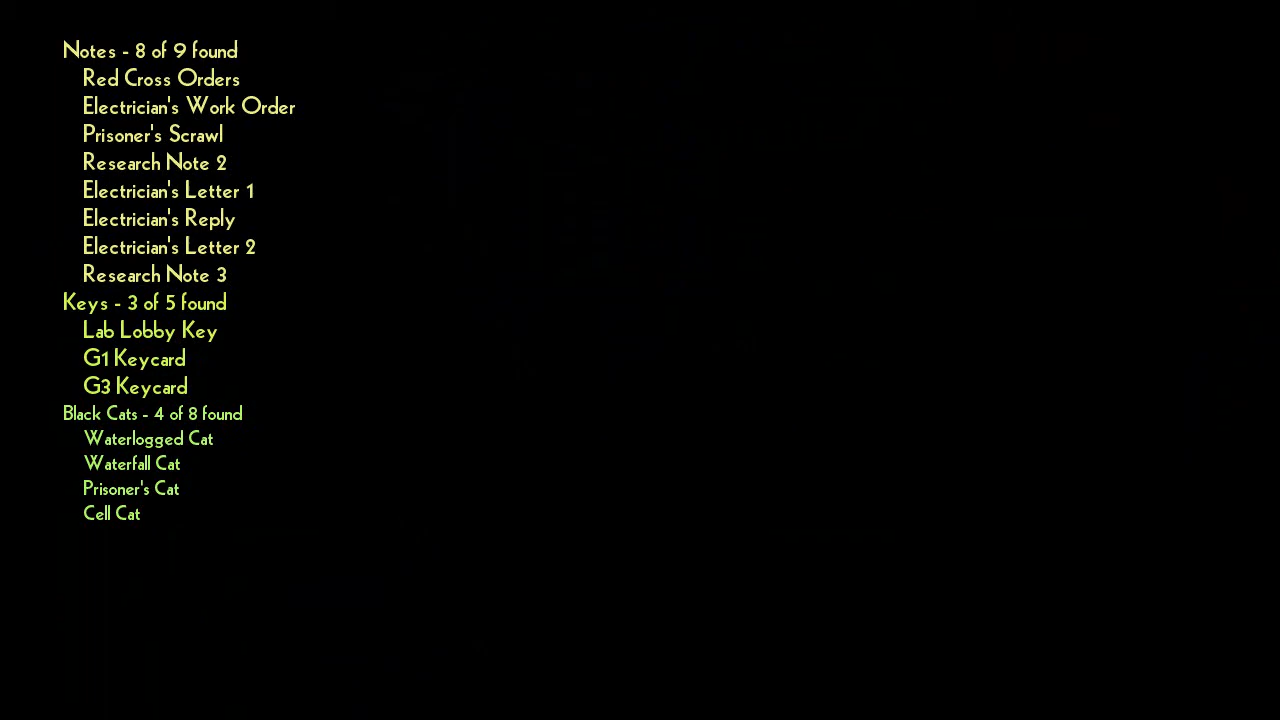 Notes - 8 of 9 found
Red Cross Orders
Electrician's Work Order
Prisoner's Scrawl
Research Note 2
Electrician's Letter 1
Electrician's Reply
Electrician's Letter 2
Research Note 3
Keys - 3 of 5 found
Lab Lobby Key
G1 Keycard
G3 Keycard
Black Cats - 4 of 8 found
Waterlogged Cat
Waterfall Cat
Prisoner's Cat
Cell Cat